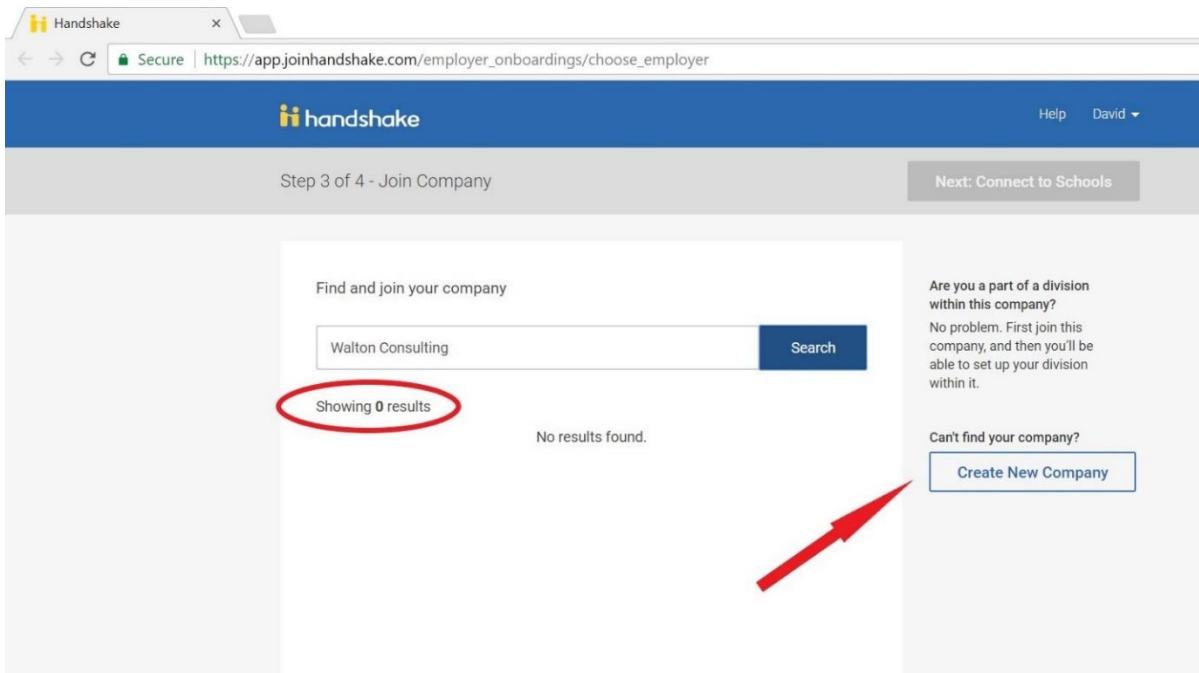 Handshake
Secure https://app.joinhandshake.com/employer_onboardings/choose_employer
handshake
Help David
Step 3 of 4 - Join Company
Next: Connect to Schools
Find and join your company
Walton Consulting
Search
Showing 0 results
No results found.
Are you a part of a division
within this company?
No problem. First join this
company, and then you'll be
able to set up your division
within it.
Can't find your company?
Create New Company